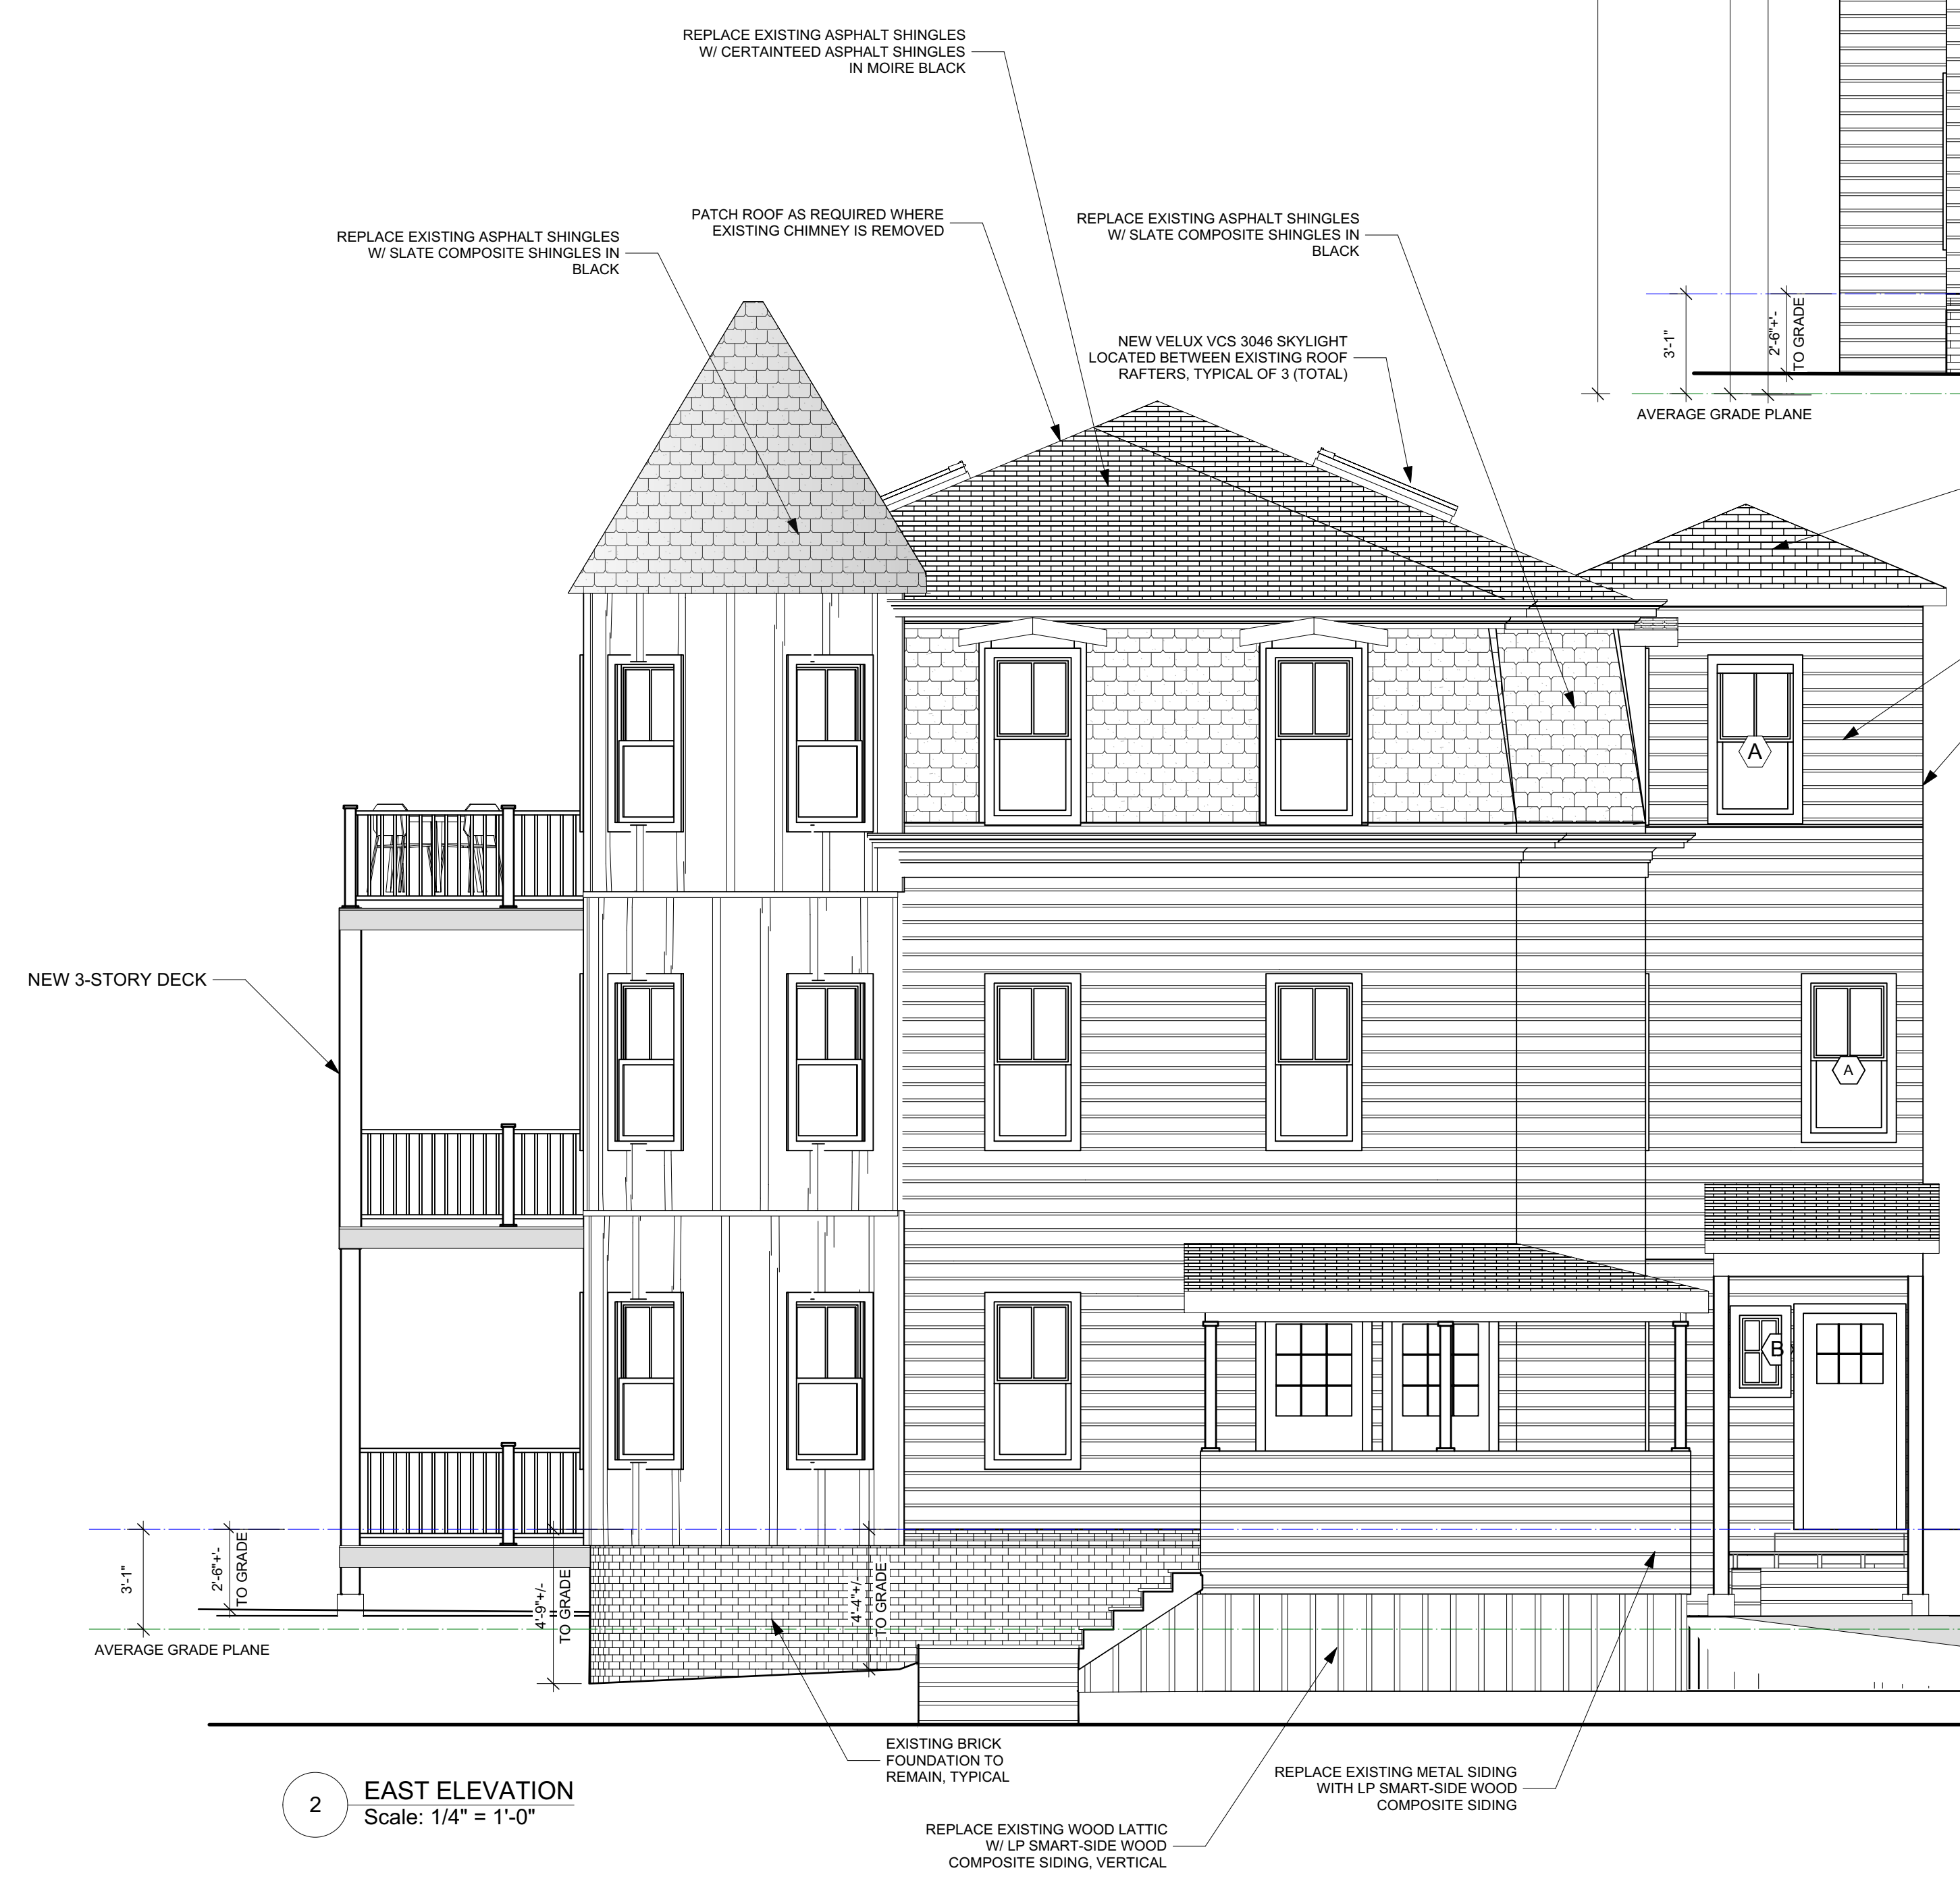 REPLACE EXISTING ASPHALT SHINGLES
W/ CERTAINTEED ASPHALT SHINGLES
IN MOIRE BLACK
PATCH ROOF AS REQUIRED WHERE
EXISTING CHIMNEY IS REMOVED
REPLACE EXISTING ASPHALT SHINGLES
W/ SLATE COMPOSITE SHINGLES IN
BLACK
REPLACE EXISTING ASPHALT SHINGLES
W/ SLATE COMPOSITE SHINGLES IN
BLACK
NEW VELUX VCS 3046 SKYLIGHT
LOCATED BETWEEN EXISTING ROOF
RAFTERS, TYPICAL OF 3 (TOTAL)
3'-1"
2'-6"+'-
TO GRADE
AVERAGE GRADE PLANE
A
NEW 3-STORY DECK
A
B
3'-1"
2'-6"+'-
TO GRADE
4'-9"+/-
TO GRADE
4'-4"+/-
TO GRADE
AVERAGE GRADE PLANE
EXISTING BRICK
FOUNDATION TO
REMAIN, TYPICAL
REPLACE EXISTING METAL SIDING
WITH LP SMART-SIDE WOOD
COMPOSITE SIDING
REPLACE EXISTING WOOD LATTIC
W/ LP SMART-SIDE WOOD
COMPOSITE SIDING, VERTICAL
2
EAST ELEVATION
Scale: 1/4" = 1'-0"